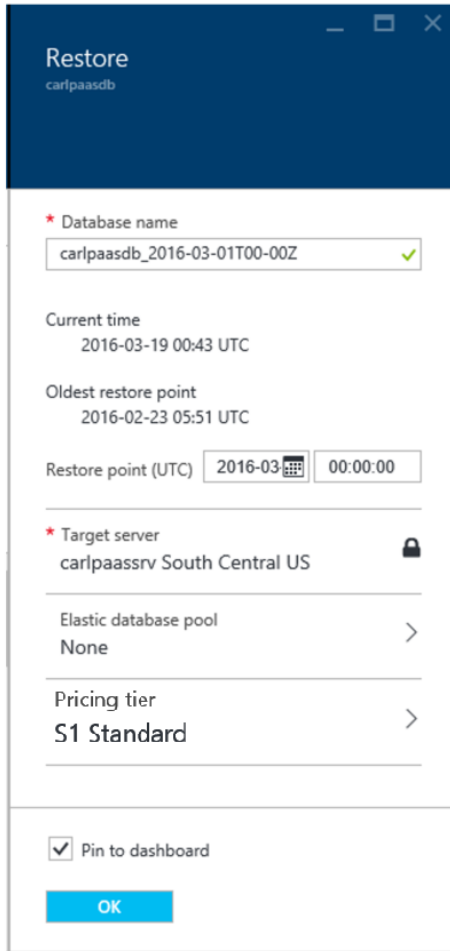 Restore
carlpaasdb
* Database name
carlpaasdb_2016-03-01T00-00Z
Current time
2016-03-19 00:43 UTC
Oldest restore point
2016-02-23 05:51 UTC
Restore point (UTC) 2016-03 00:00:00
* Target server
carlpaassrv South Central US
Elastic database pool
None
Pricing tier
S1 Standard
Pin to dashboard
OK